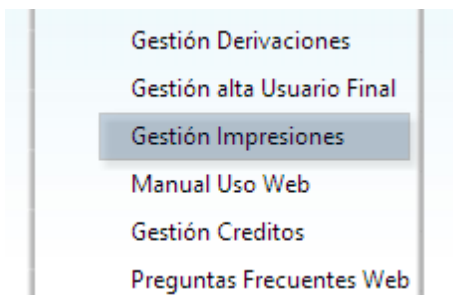 Gestión Derivaciones
Gestión alta Usuario Final
Gestión Impresiones
Manual Uso Web
Gestión Creditos
Preguntas Frecuentes Web